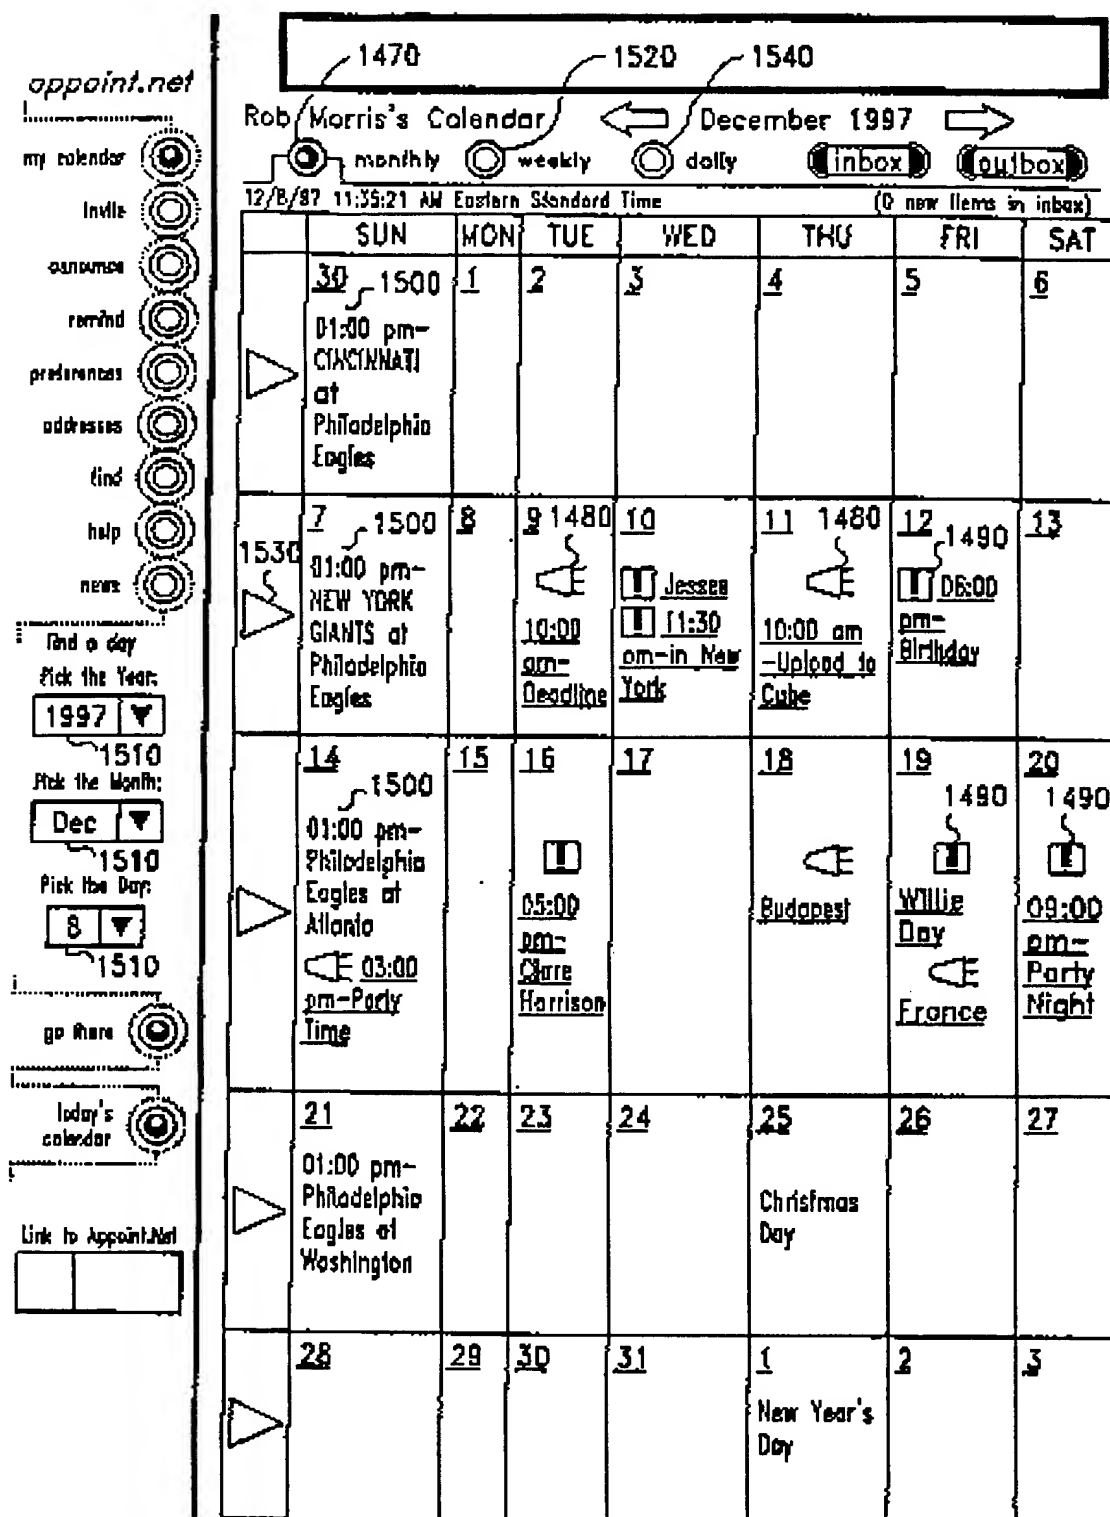 1470 1520 1540
appoint.net
Rob Morris's Calendar December 1997
monthly weekly daily inbox outbox
12/8/97 11:35:21 AM Eastern Standard Time (0 new items in inbox)
my calendar
invite
announce
remind
preferences
addresses
find
help
news
find a day
Pick the Year:
1997
1510
Pick the Month:
Dec
1510
Pick the Day:
8
1510
go there
today's
calendar
Link to Appoint.Net
SUN MON TUE WED THU FRI SAT
30 1 2 3 4 5 6
1500
01:00 pm-
CINCINNATI
at
Philadelphia
Eagles
1530
7 8 9 10 11 12 13
1500
01:00 pm-
NEW YORK
GIANTS at
Philadelphia
Eagles
1480
10:00
am-
Deadline
Jesses
11:30
am-in New
York
1480
10:00 am
-Upload to
Cube
1490
06:00
pm-
Birthday
14 15 16 17 18 19 20
1500
01:00 pm-
Philadelphia
Eagles at
Atlanta
03:00
pm-Party
Time
05:00
pm-
Clare
Harrison
Budapest
1490
Willie
Day
France
1490
09:00
pm-
Party
Night
21 22 23 24 25 26 27
01:00 pm-
Philadelphia
Eagles at
Washington
Christmas
Day
28 29 30 31 1 2 3
New Year's
Day